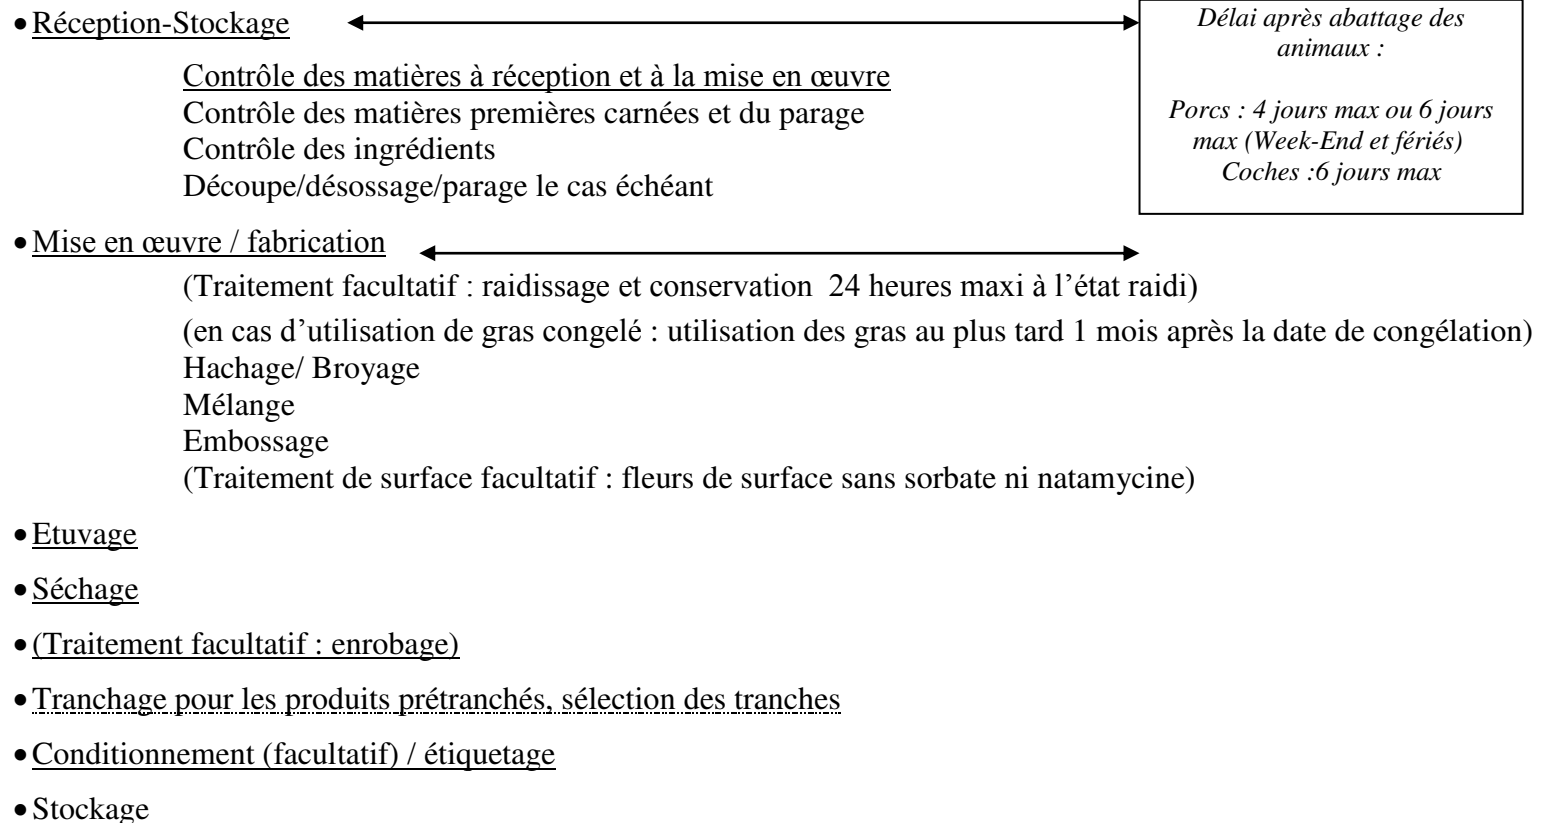 • Réception-Stockage
Délai après abattage des
animaux :
Porcs : 4 jours max ou 6 jours
max (Week-End et fériés)
Coches :6 jours max
Contrôle des matières à réception et à la mise en œuvre
Contrôle des matières premières carnées et du parage
Contrôle des ingrédients
Découpe/désossage/parage le cas échéant
• Mise en œuvre / fabrication
(Traitement facultatif : raidissage et conservation 24 heures maxi à l’état raidi)
(en cas d’utilisation de gras congelé : utilisation des gras au plus tard 1 mois après la date de congélation)
Hachage/ Broyage
Mélange
Embossage
(Traitement de surface facultatif : fleurs de surface sans sorbate ni natamycine)
• Etuvage
• Séchage
• (Traitement facultatif : enrobage)
• Tranchage pour les produits prétranchés, sélection des tranches
• Conditionnement (facultatif) / étiquetage
• Stockage